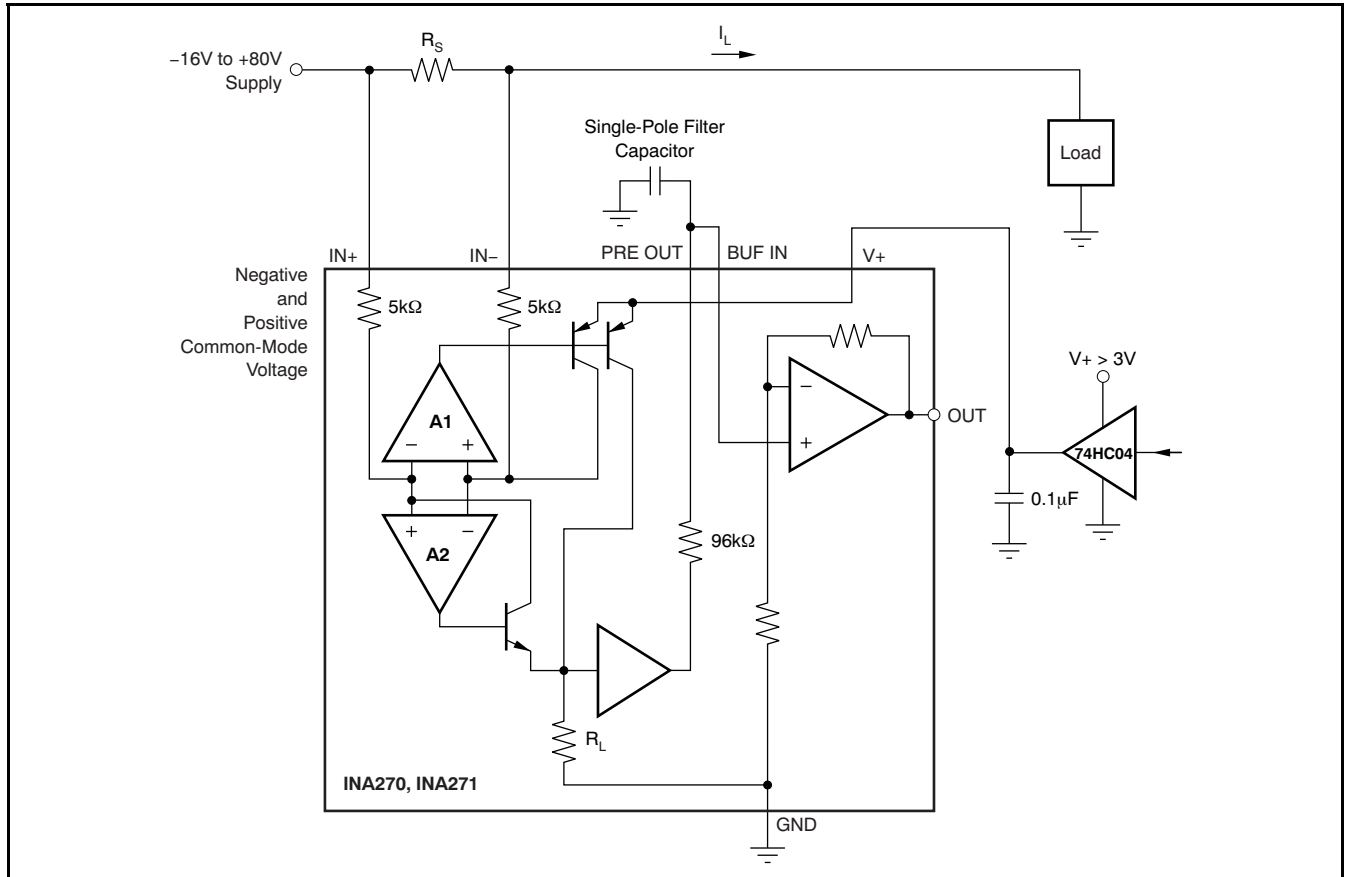 −16V to +80V
Supply
R_S
I_L
Single-Pole Filter
Capacitor
Load
IN+
IN−
PRE OUT
BUF IN
V+
Negative
and
Positive
Common-Mode
Voltage
5kΩ
5kΩ
V+ > 3V
A1
− +
−
+
OUT
74HC04
0.1μF
+ −
A2
96kΩ
R_L
INA270, INA271
GND